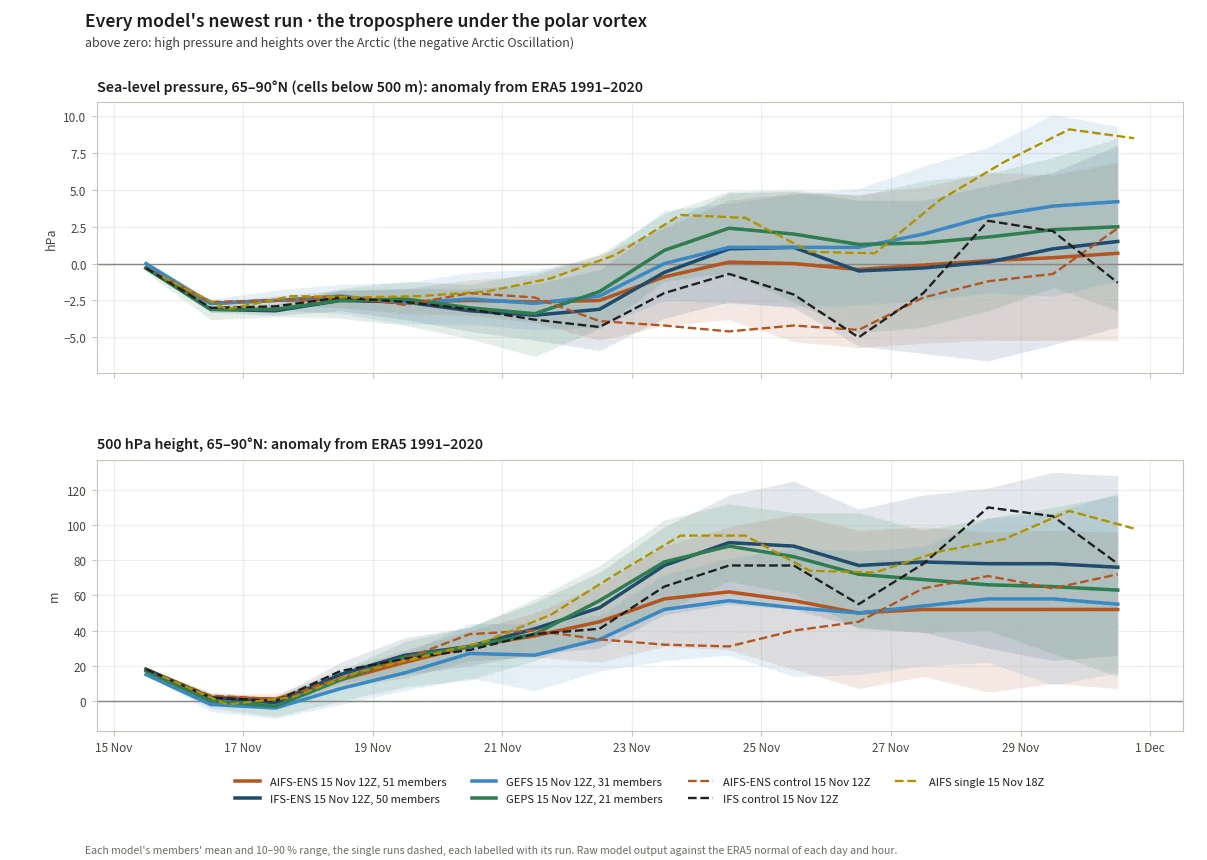 Every model's newest run · the troposphere under the polar vortex
above zero: high pressure and heights over the Arctic (the negative Arctic Oscillation)
Sea-level pressure, 65–90°N (cells below 500 m): anomaly from ERA5 1991–2020
10.0
7.5
5.0
2.5
0.0
−2.5
−5.0
hPa
500 hPa height, 65–90°N: anomaly from ERA5 1991–2020
120
100
80
60
40
20
0
m
15 Nov 17 Nov 19 Nov 21 Nov 23 Nov 25 Nov 27 Nov 29 Nov 1 Dec
AIFS-ENS 15 Nov 12Z, 51 members GEFS 15 Nov 12Z, 31 members AIFS-ENS control 15 Nov 12Z AIFS single 15 Nov 18Z
IFS-ENS 15 Nov 12Z, 50 members GEPS 15 Nov 12Z, 21 members IFS control 15 Nov 12Z
Each model's members' mean and 10–90 % range, the single runs dashed, each labelled with its run. Raw model output against the ERA5 normal of each day and hour.